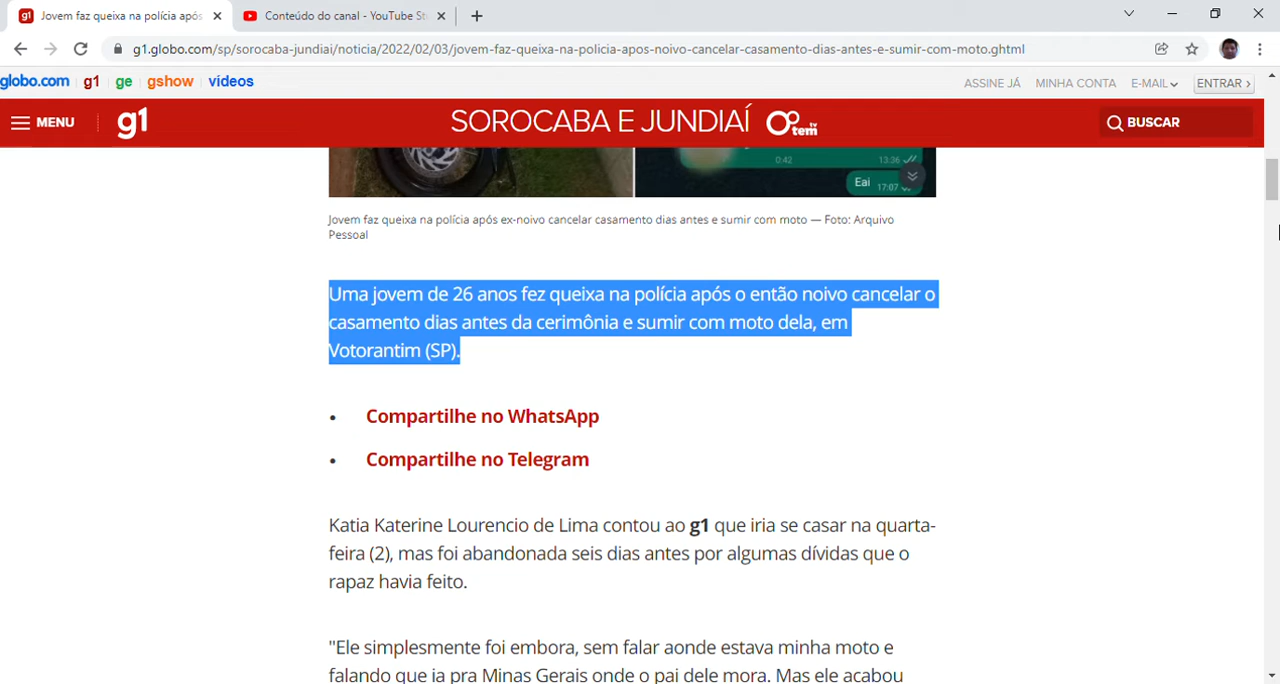 Jovem faz queixa na polícia após
Conteúdo do canal - YouTube St
g1.globo.com/sp/sorocaba-jundiai/noticia/2022/02/03/jovem-faz-queixa-na-policia-apos-noivo-cancelar-casamento-dias-antes-e-sumir-com-moto.ghtml
globo.com g1 ge gshow videos ASSINE JÁ MINHA CONTA E-MAIL ENTRAR
MENU g1 SOROCABA E JUNDIAÍ tv tem BUSCAR
0:42 13:36
Eai 17:07
Jovem faz queixa na polícia após ex-noivo cancelar casamento dias antes e sumir com moto — Foto: Arquivo
Pessoal
Uma jovem de 26 anos fez queixa na polícia após o então noivo cancelar o
casamento dias antes da cerimônia e sumir com moto dela, em
Votorantim (SP).
• Compartilhe no WhatsApp
• Compartilhe no Telegram
Katia Katerine Lourencio de Lima contou ao g1 que iria se casar na quarta-
feira (2), mas foi abandonada seis dias antes por algumas dívidas que o
rapaz havia feito.
"Ele simplesmente foi embora, sem falar aonde estava minha moto e
falando que ia pra Minas Gerais onde o pai dele mora. Mas ele acabou